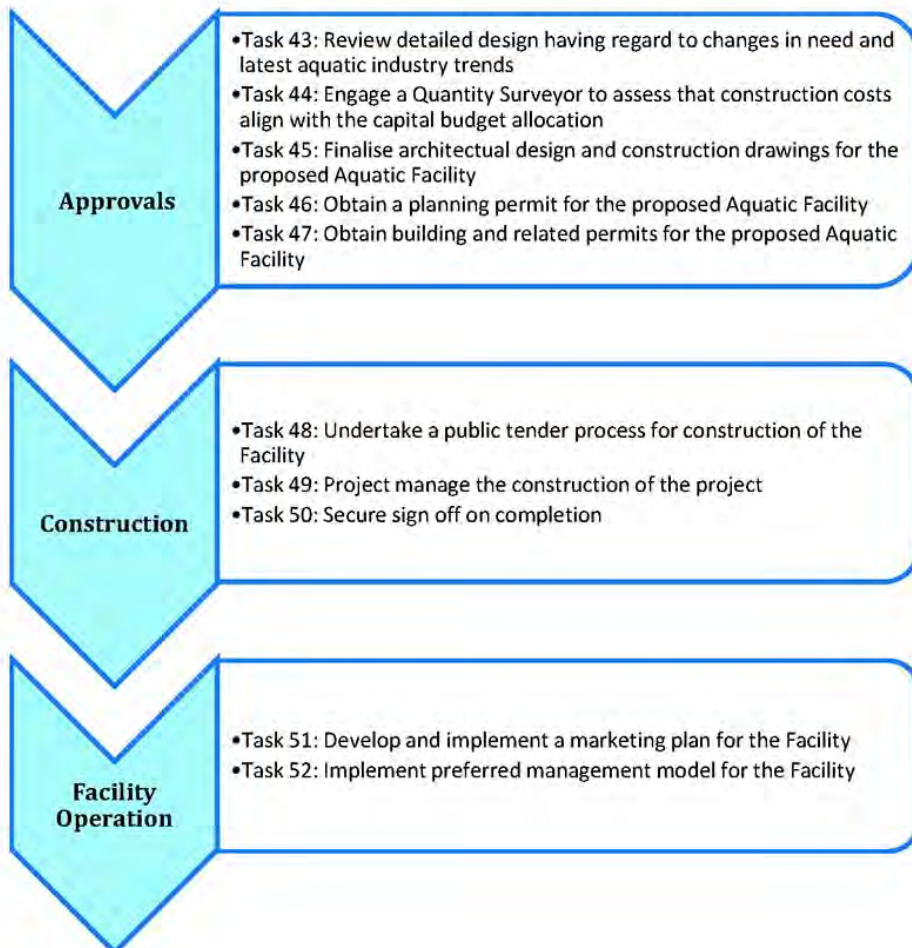 •Task 43: Review detailed design having regard to changes in need and
latest aquatic industry trends
•Task 44: Engage a Quantity Surveyor to assess that construction costs
align with the capital budget allocation
•Task 45: Finalise architectual design and construction drawings for the
proposed Aquatic Facility
•Task 46: Obtain a planning permit for the proposed Aquatic Facility
•Task 47: Obtain building and related permits for the proposed Aquatic
Facility
Approvals
•Task 48: Undertake a public tender process for construction of the
Facility
•Task 49: Project manage the construction of the project
•Task 50: Secure sign off on completion
Construction
•Task 51: Develop and implement a marketing plan for the Facility
•Task 52: Implement preferred management model for the Facility
Facility
Operation